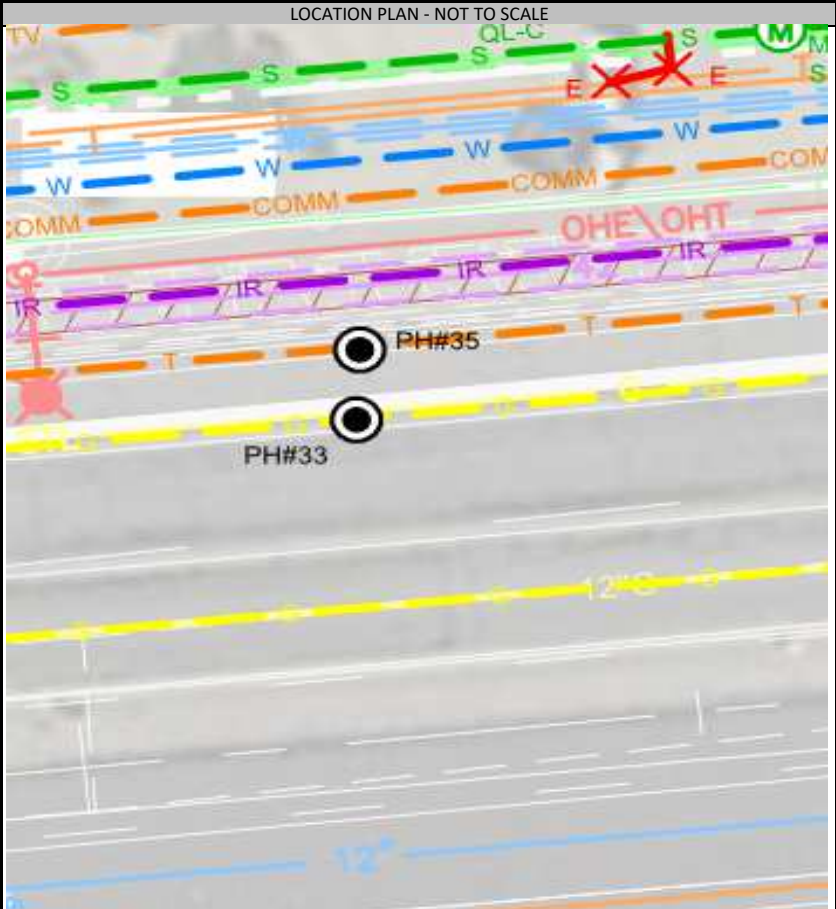 LOCATION PLAN - NOT TO SCALE
TV
QL-C
S S S S
M M
E E S
T
W W W W
COMM COMM COMM COMM
OHE\OHT
IR IR IR IR
T T T
PH#35
G G G G G
PH#33
12"G
G G G G
12"